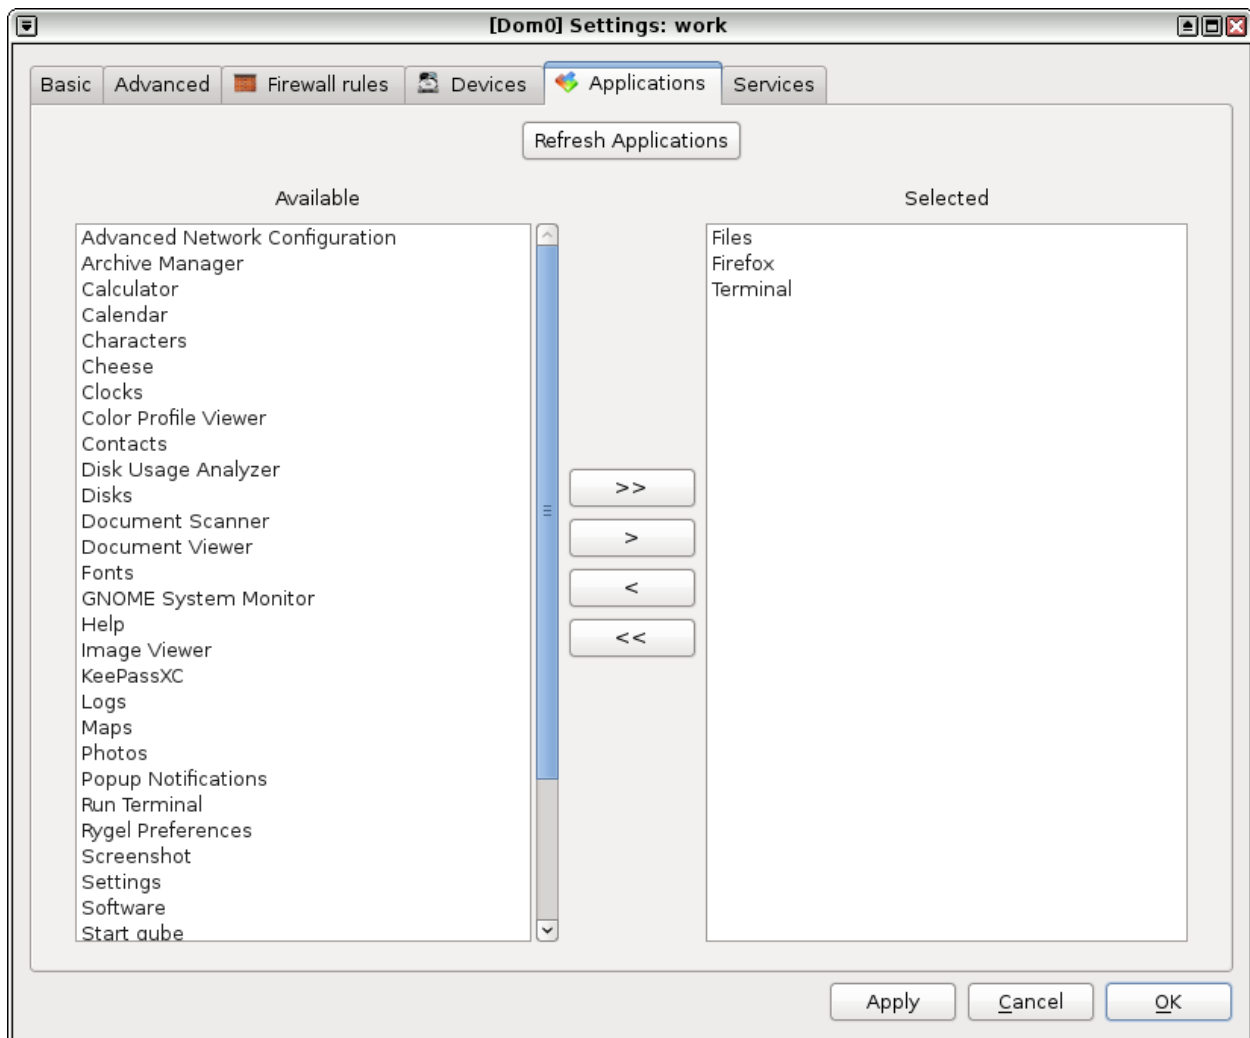 [Dom0] Settings: work
Basic Advanced Firewall rules Devices Applications Services
Refresh Applications
Available
Advanced Network Configuration
Archive Manager
Calculator
Calendar
Characters
Cheese
Clocks
Color Profile Viewer
Contacts
Disk Usage Analyzer
Disks
Document Scanner
Document Viewer
Fonts
GNOME System Monitor
Help
Image Viewer
KeePassXC
Logs
Maps
Photos
Popup Notifications
Run Terminal
Rygel Preferences
Screenshot
Settings
Software
Start qube
>>
>
<
<<
Selected
Files
Firefox
Terminal
Apply Cancel OK